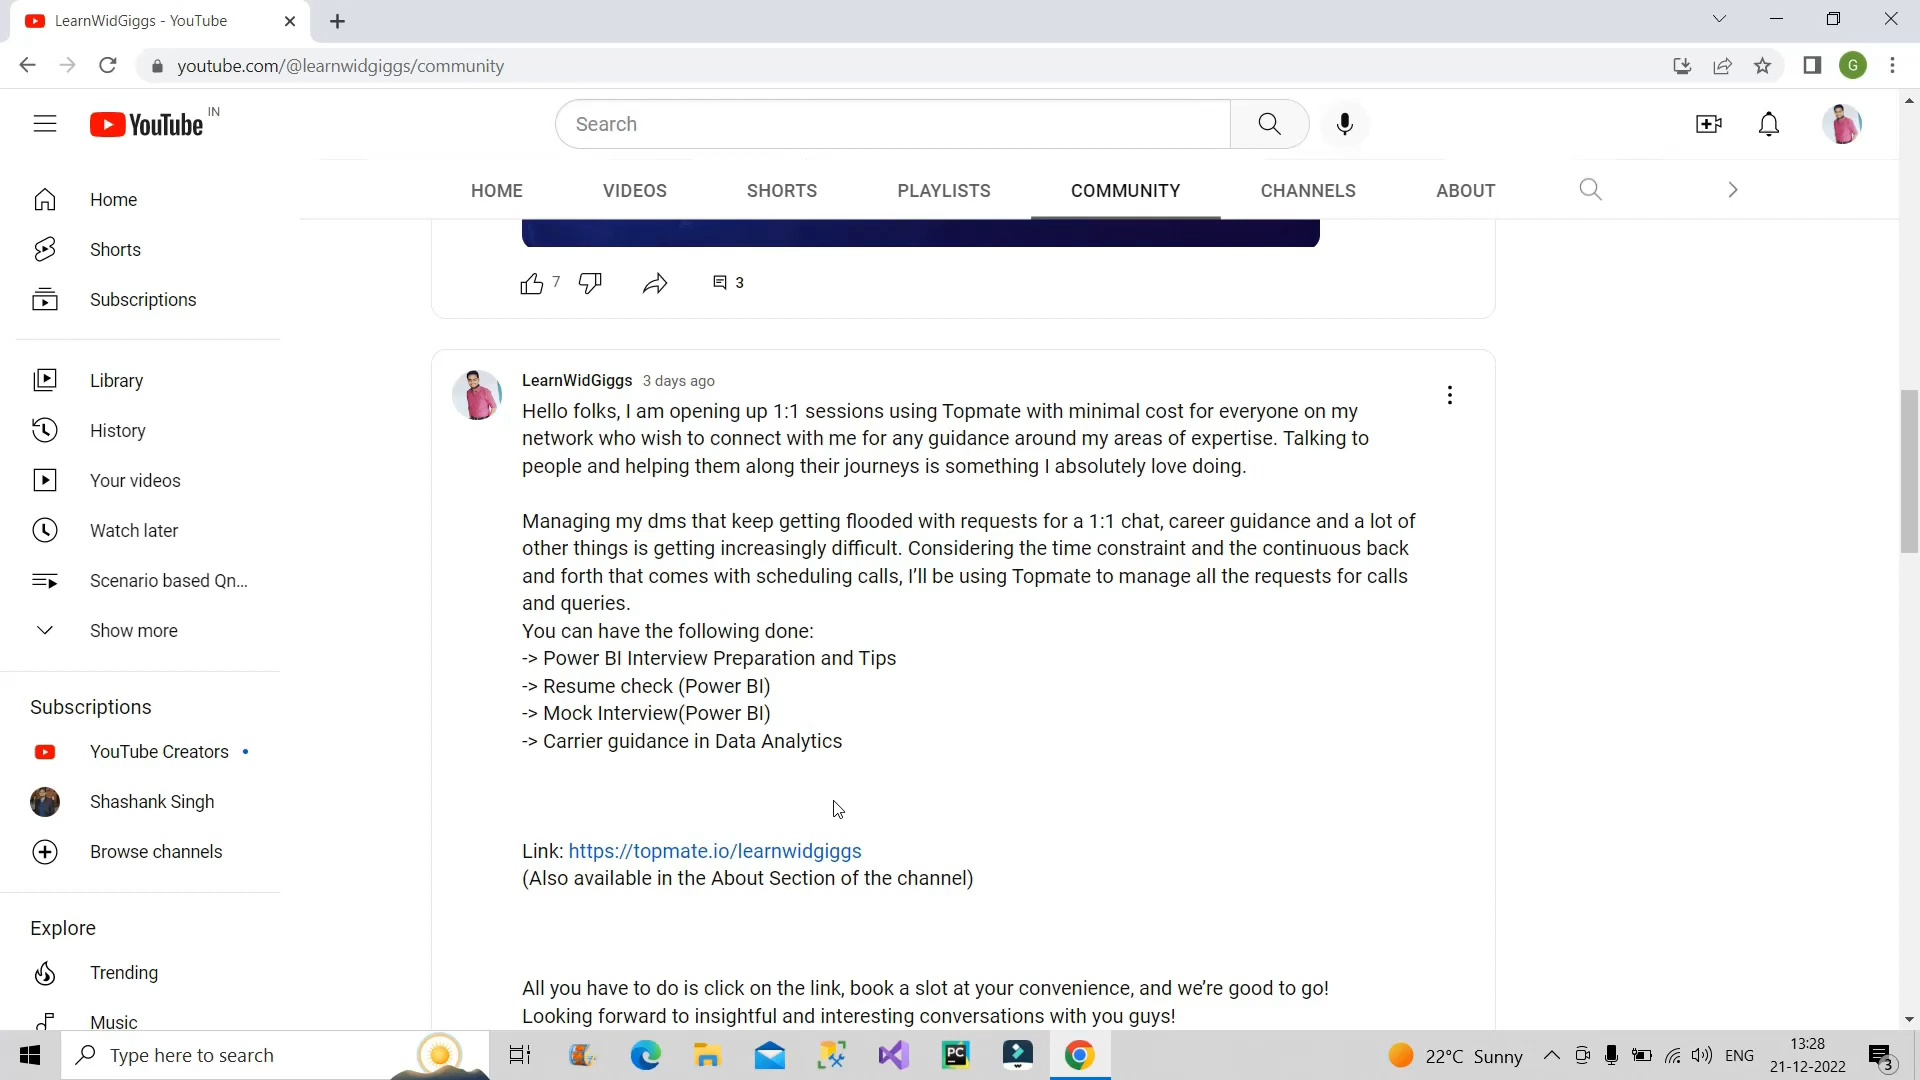 LearnWidGiggs - YouTube
youtube.com/@learnwidgiggs/community
G
YouTube IN
Search
HOME VIDEOS SHORTS PLAYLISTS COMMUNITY CHANNELS ABOUT
Home
Shorts
Subscriptions
Library
History
Your videos
Watch later
Scenario based Qn...
Show more
Subscriptions
YouTube Creators
Shashank Singh
Browse channels
Explore
Trending
Music
7 3
LearnWidGiggs 3 days ago
Hello folks, I am opening up 1:1 sessions using Topmate with minimal cost for everyone on my
network who wish to connect with me for any guidance around my areas of expertise. Talking to
people and helping them along their journeys is something I absolutely love doing.
Managing my dms that keep getting flooded with requests for a 1:1 chat, career guidance and a lot of
other things is getting increasingly difficult. Considering the time constraint and the continuous back
and forth that comes with scheduling calls, I’ll be using Topmate to manage all the requests for calls
and queries.
You can have the following done:
-> Power BI Interview Preparation and Tips
-> Resume check (Power BI)
-> Mock Interview(Power BI)
-> Carrier guidance in Data Analytics
Link: https://topmate.io/learnwidgiggs
(Also available in the About Section of the channel)
All you have to do is click on the link, book a slot at your convenience, and we’re good to go!
Looking forward to insightful and interesting conversations with you guys!
Type here to search
PC
22°C Sunny
ENG
13:28
21-12-2022
3